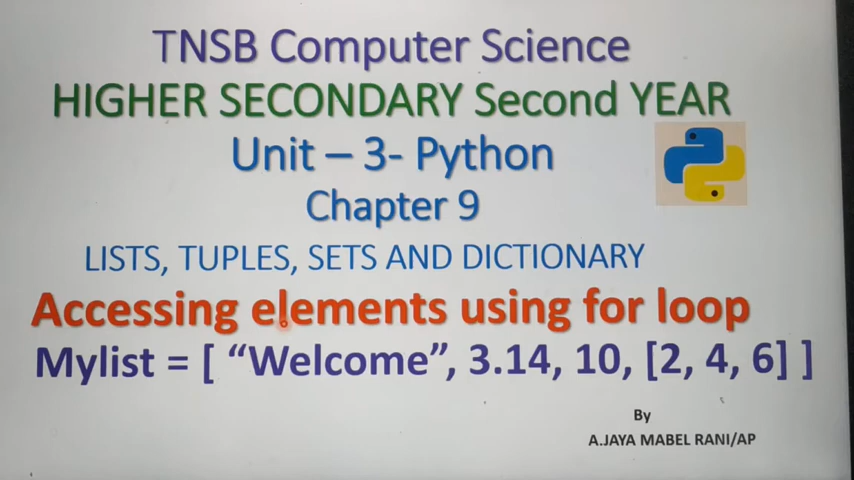 TNSB Computer Science
HIGHER SECONDARY Second YEAR
Unit – 3- Python
Chapter 9
LISTS, TUPLES, SETS AND DICTIONARY
Accessing elements using for loop
Mylist = [ “Welcome”, 3.14, 10, [2, 4, 6] ]
By
A.JAYA MABEL RANI/AP